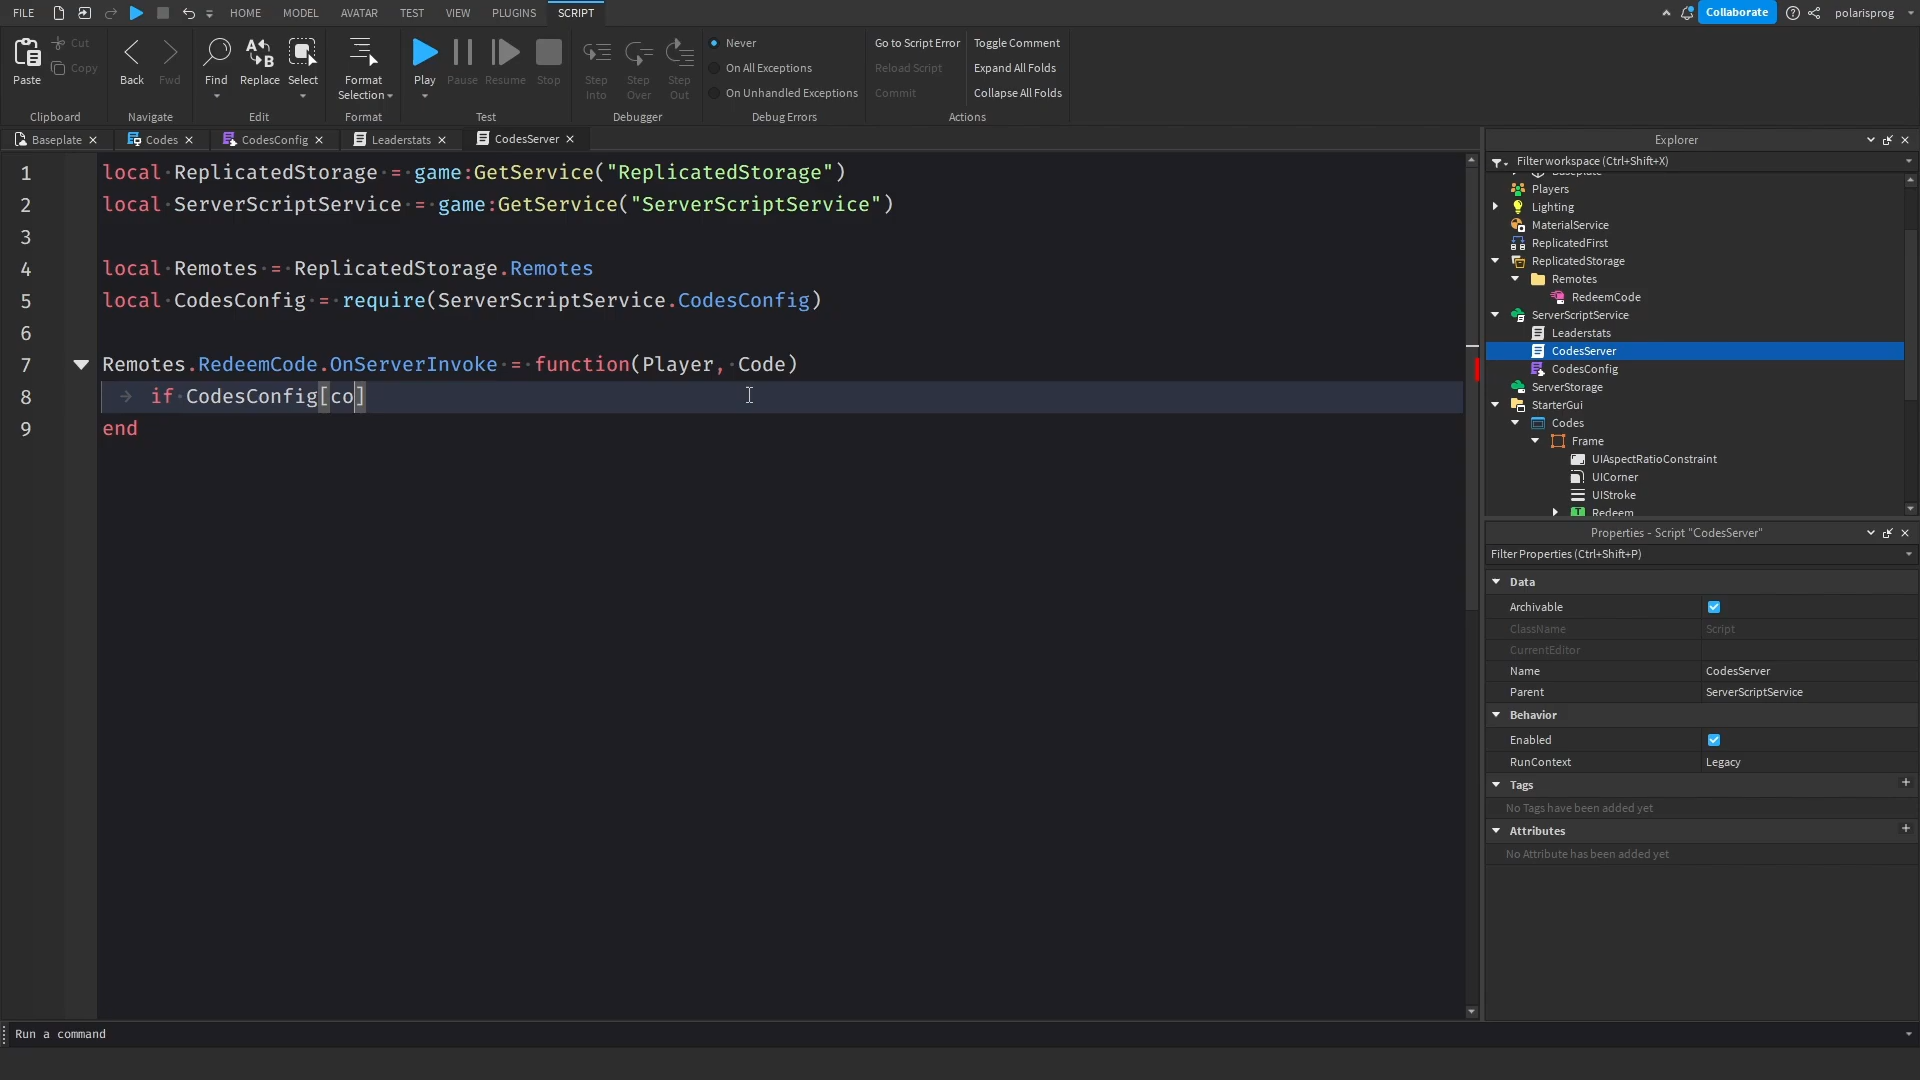 FILE HOME MODEL AVATAR TEST VIEW PLUGINS SCRIPT Collaborate polarisprog
Paste Cut Copy Clipboard
Back Fwd Navigate
Find Replace Select Edit
Format Selection Format
Play Pause Resume Stop Test
Step Into Step Over Step Out Debugger
Never
On All Exceptions
On Unhandled Exceptions
Debug Errors
Go to Script Error Toggle Comment
Reload Script Expand All Folds
Commit Collapse All Folds
Actions
Baseplate Codes CodesConfig Leaderstats CodesServer
1 local ReplicatedStorage = game:GetService("ReplicatedStorage")
2 local ServerScriptService = game:GetService("ServerScriptService")
3
4 local Remotes = ReplicatedStorage.Remotes
5 local CodesConfig = require(ServerScriptService.CodesConfig)
6
7 Remotes.RedeemCode.OnServerInvoke = function(Player, Code)
8 if CodesConfig[co]
9 end
Run a command
Explorer
Filter workspace (Ctrl+Shift+X)
Baseplate
Players
Lighting
MaterialService
ReplicatedFirst
ReplicatedStorage
Remotes
RedeemCode
ServerScriptService
Leaderstats
CodesServer
CodesConfig
ServerStorage
StarterGui
Codes
Frame
UIAspectRatioConstraint
UICorner
UIStroke
Redeem
Properties - Script "CodesServer"
Filter Properties (Ctrl+Shift+P)
Data
Archivable
ClassName Script
CurrentEditor
Name CodesServer
Parent ServerScriptService
Behavior
Enabled
RunContext Legacy
Tags
No Tags have been added yet
Attributes
No Attribute has been added yet